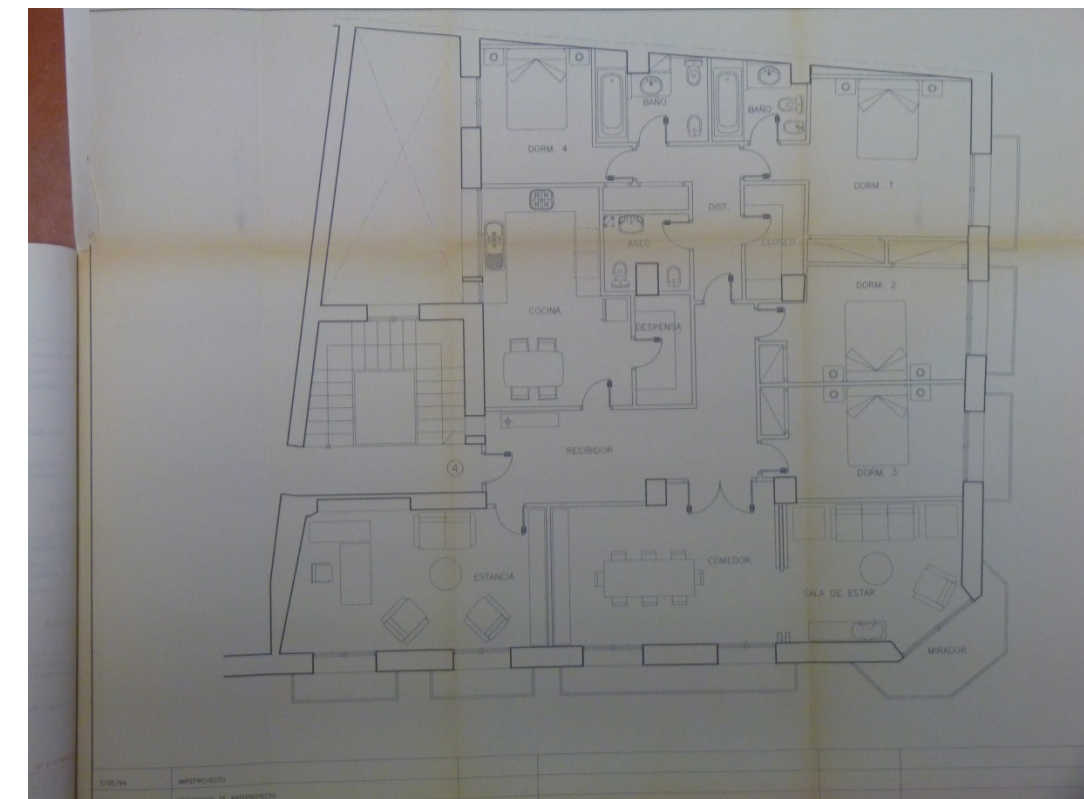 BAÑO
BAÑO
DORM. 4
DORM. 1
DIST.
ASEO
CLOSED
DORM. 2
COCINA
DESPENSA
RECIBIDOR
4
DORM. 3
COMEDOR
ESTANCIA
SALA DE ESTAR
MIRADOR
ANTEPROYECTO